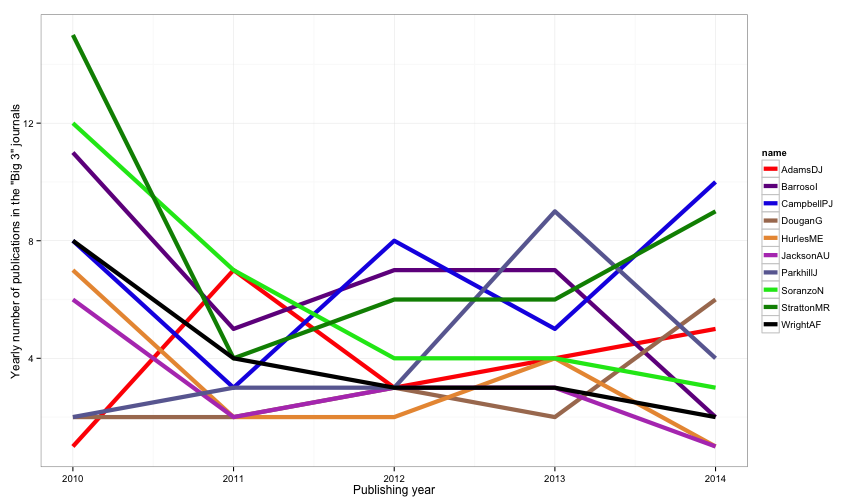 Yearly number of publications in the "Big 3" journals
12
8
4
2010 2011 2012 2013 2014
Publishing year
name
AdamsDJ
BarrosoI
CampbellPJ
DouganG
HurlesME
JacksonAU
ParkhillJ
SoranzoN
StrattonMR
WrightAF